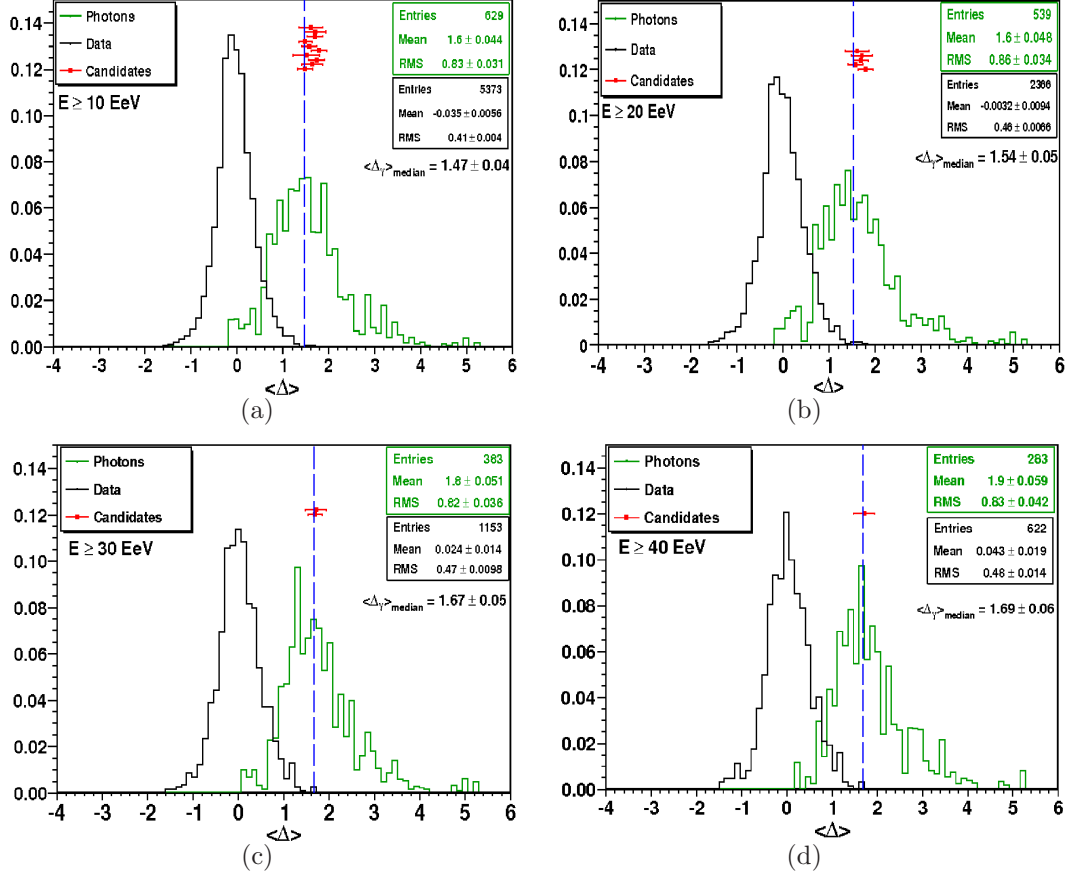 Photons
Data
Candidates
E ≥ 10 EeV
Entries 629
Mean 1.6 ± 0.044
RMS 0.83 ± 0.031
Entries 5373
Mean -0.035 ± 0.0056
RMS 0.41 ± 0.004
<Δγ>median = 1.47 ± 0.04
0.14
0.12
0.10
0.08
0.06
0.04
0.02
0.00
-4 -3 -2 -1 0 1 2 3 4 5 6
<Δ>
(a)
Photons
Data
Candidates
E ≥ 20 EeV
Entries 539
Mean 1.6 ± 0.048
RMS 0.86 ± 0.034
Entries 2366
Mean -0.0032 ± 0.0094
RMS 0.46 ± 0.0066
<Δγ>median = 1.54 ± 0.05
0.14
0.12
0.10
0.08
0.06
0.04
0.02
0
-4 -3 -2 -1 0 1 2 3 4 5 6
<Δ>
(b)
Photons
Data
Candidates
E ≥ 30 EeV
Entries 383
Mean 1.8 ± 0.051
RMS 0.82 ± 0.036
Entries 1153
Mean 0.024 ± 0.014
RMS 0.47 ± 0.0098
<Δγ>median = 1.67 ± 0.05
0.14
0.12
0.10
0.08
0.06
0.04
0.02
0.00
-4 -3 -2 -1 0 1 2 3 4 5 6
<Δ>
(c)
Photons
Data
Candidates
E ≥ 40 EeV
Entries 283
Mean 1.9 ± 0.059
RMS 0.83 ± 0.042
Entries 622
Mean 0.043 ± 0.019
RMS 0.48 ± 0.014
<Δγ>median = 1.69 ± 0.06
0.14
0.12
0.10
0.08
0.06
0.04
0.02
0.00
-4 -3 -2 -1 0 1 2 3 4 5 6
<Δ>
(d)